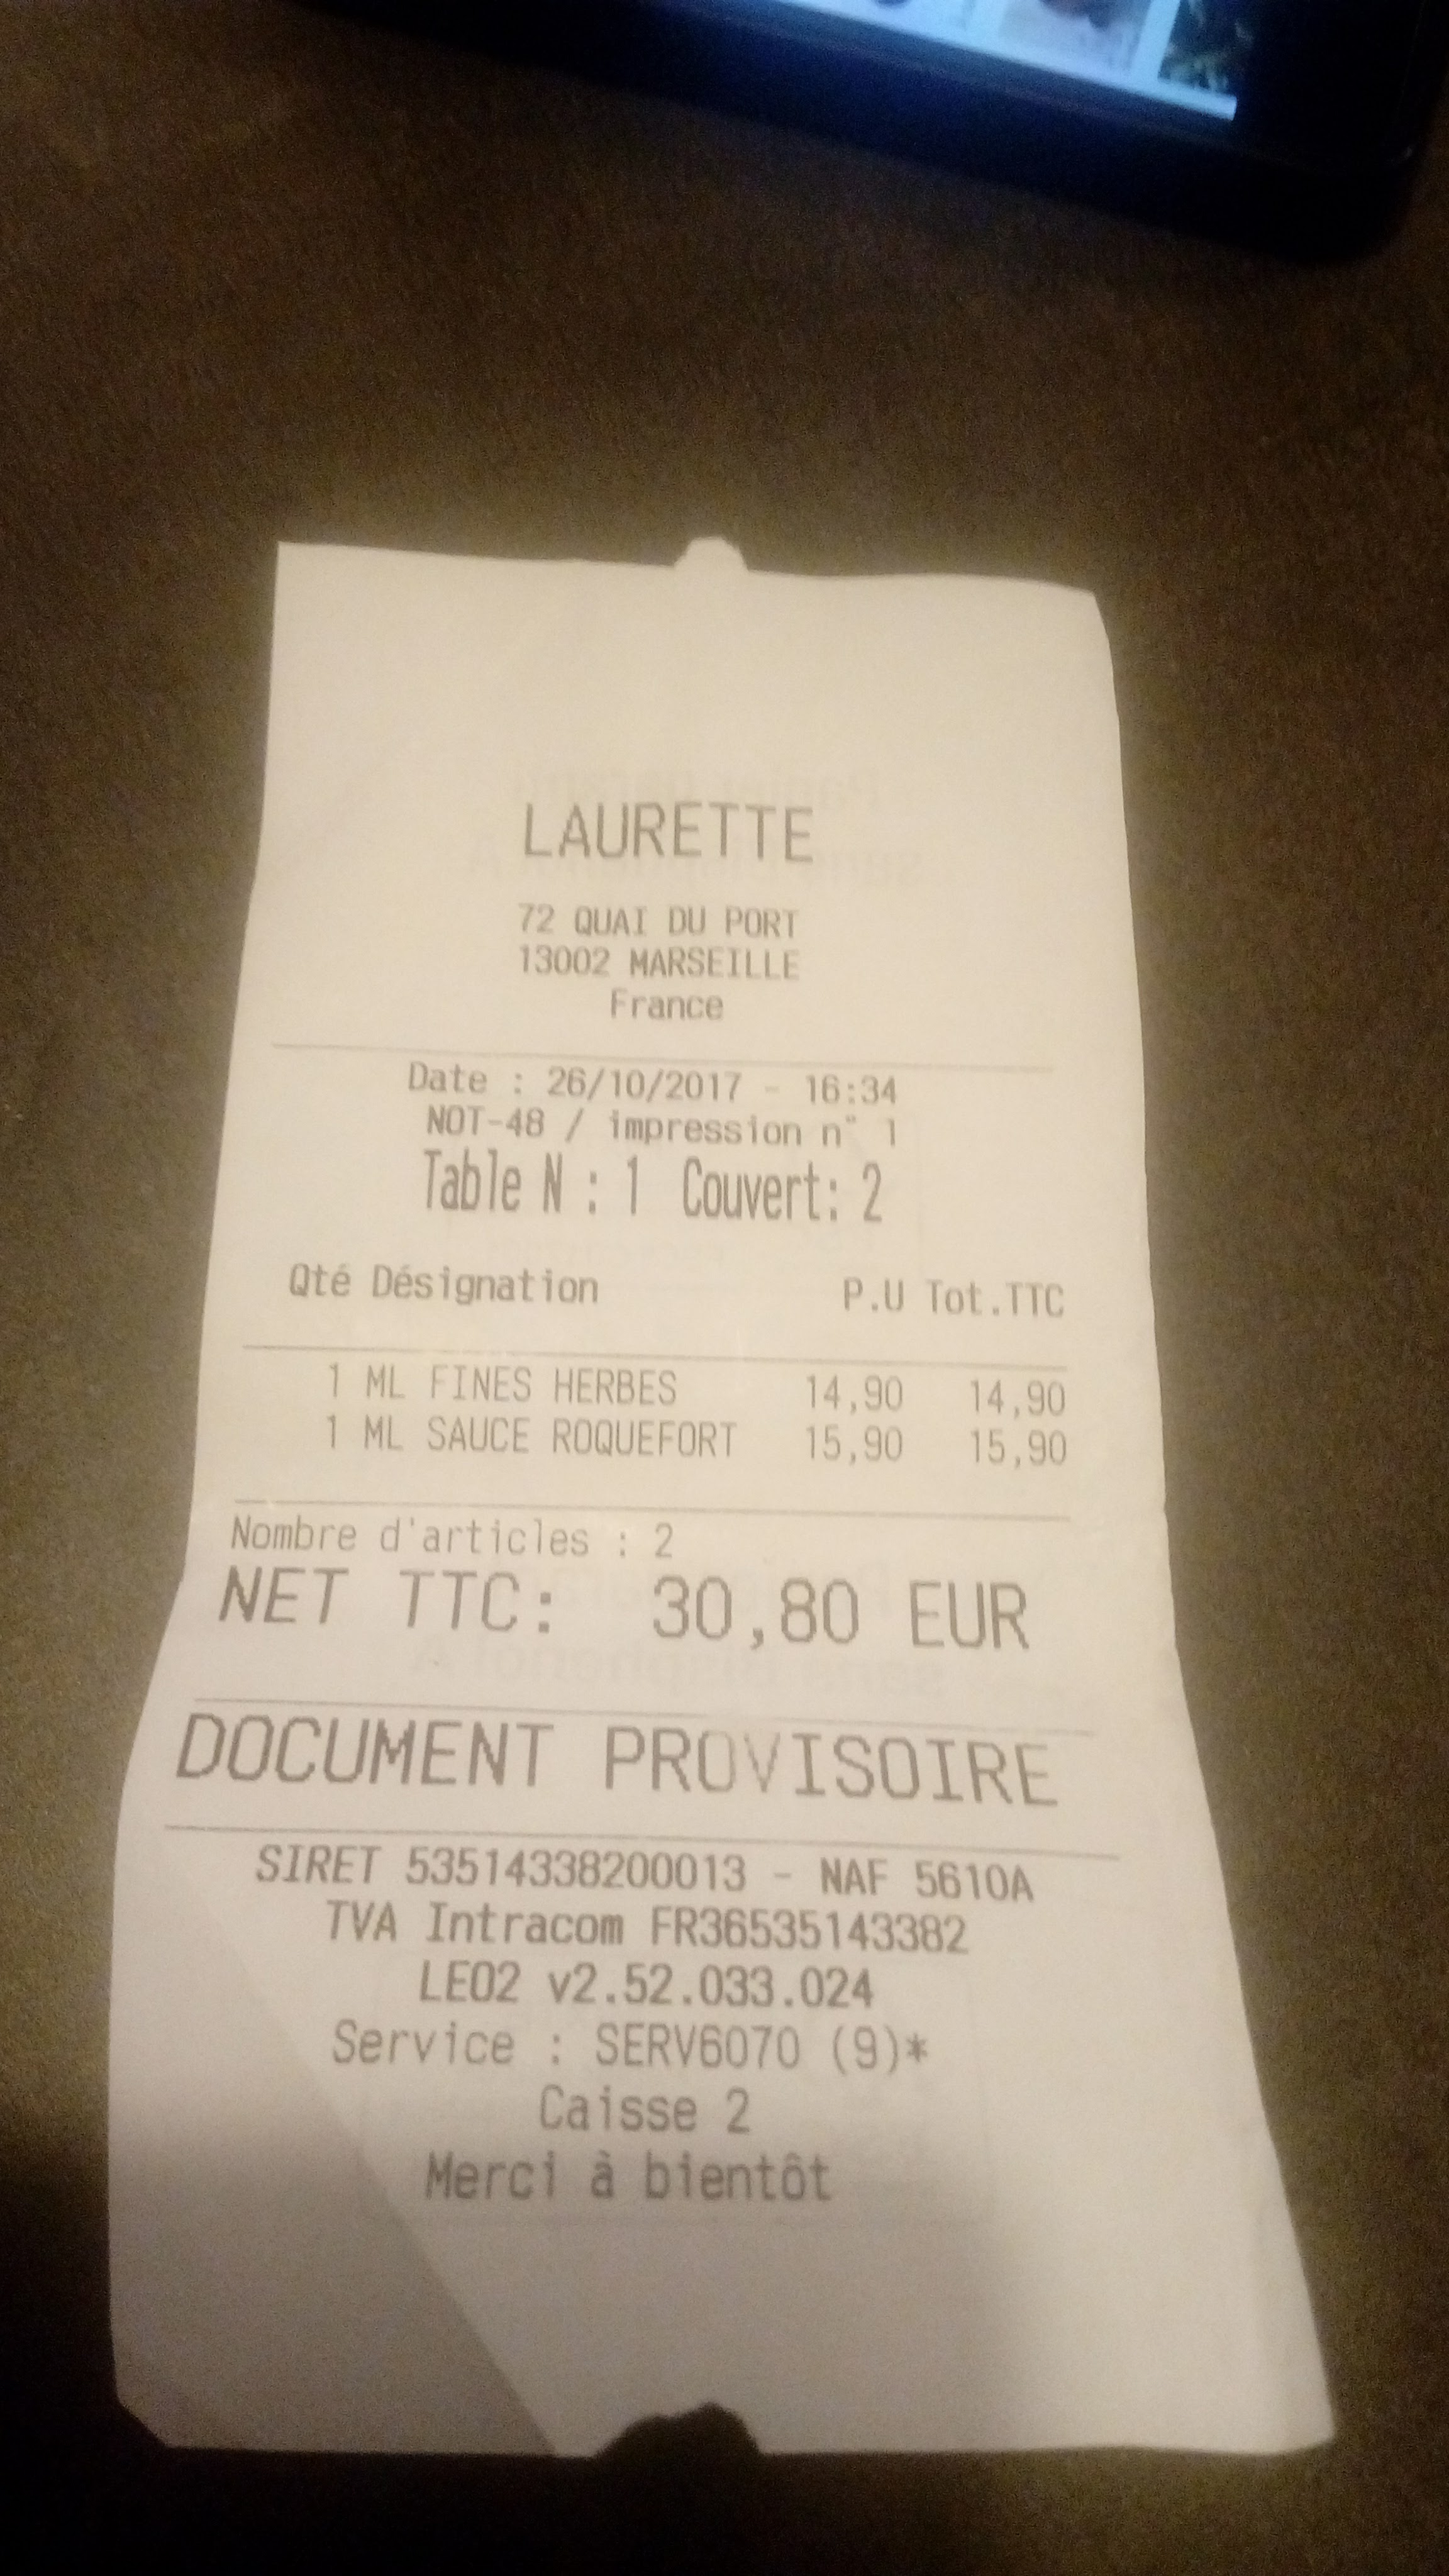 LAURETTE
72 QUAI DU PORT
13002 MARSEILLE
France
Date : 26/10/2017 - 16:34
NOT-48 / impression n° 1
Table N : 1 Couvert: 2
Qté Désignation P.U Tot.TTC
1 ML FINES HERBES 14,90 14,90
1 ML SAUCE ROQUEFORT 15,90 15,90
Nombre d'articles : 2
NET TTC: 30,80 EUR
DOCUMENT PROVISOIRE
SIRET 53514338200013 - NAF 5610A
TVA Intracom FR36535143382
LEO2 v2.52.033.024
Service : SERV6070 (9)*
Caisse 2
Merci à bientôt